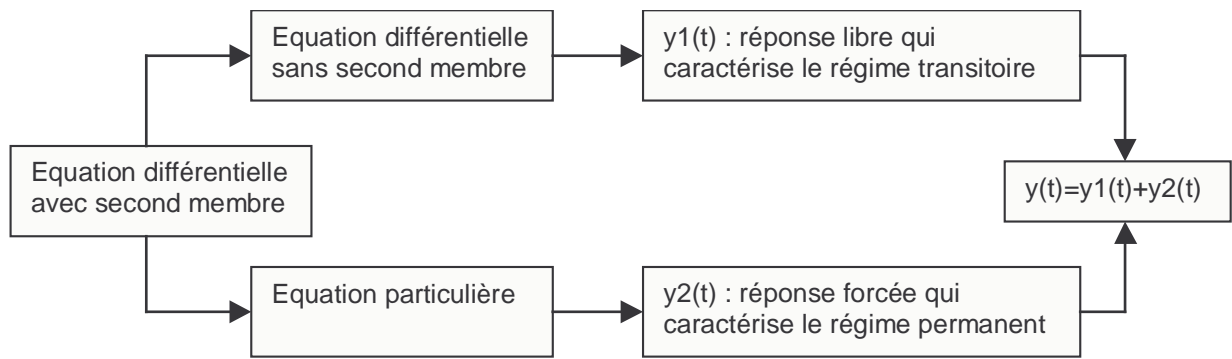 Equation différentielle
sans second membre
y1(t) : réponse libre qui
caractérise le régime transitoire
Equation différentielle
avec second membre
y(t)=y1(t)+y2(t)
Equation particulière
y2(t) : réponse forcée qui
caractérise le régime permanent